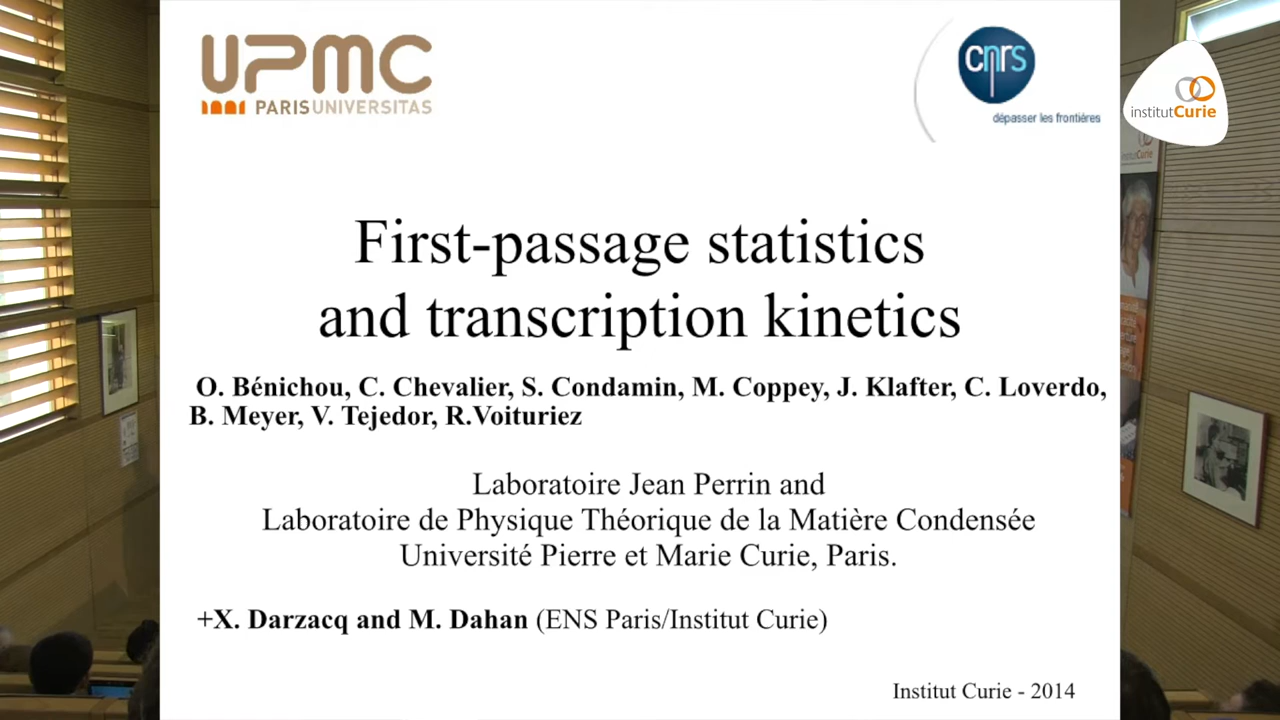 UPMC
PARISUNIVERSITAS
cnrs
dépasser les frontières
institutCurie
institutCurie
First-passage statistics
and transcription kinetics
O. Bénichou, C. Chevalier, S. Condamin, M. Coppey, J. Klafter, C. Loverdo,
B. Meyer, V. Tejedor, R.Voituriez
Laboratoire Jean Perrin and
Laboratoire de Physique Théorique de la Matière Condensée
Université Pierre et Marie Curie, Paris.
+X. Darzacq and M. Dahan (ENS Paris/Institut Curie)
Institut Curie - 2014